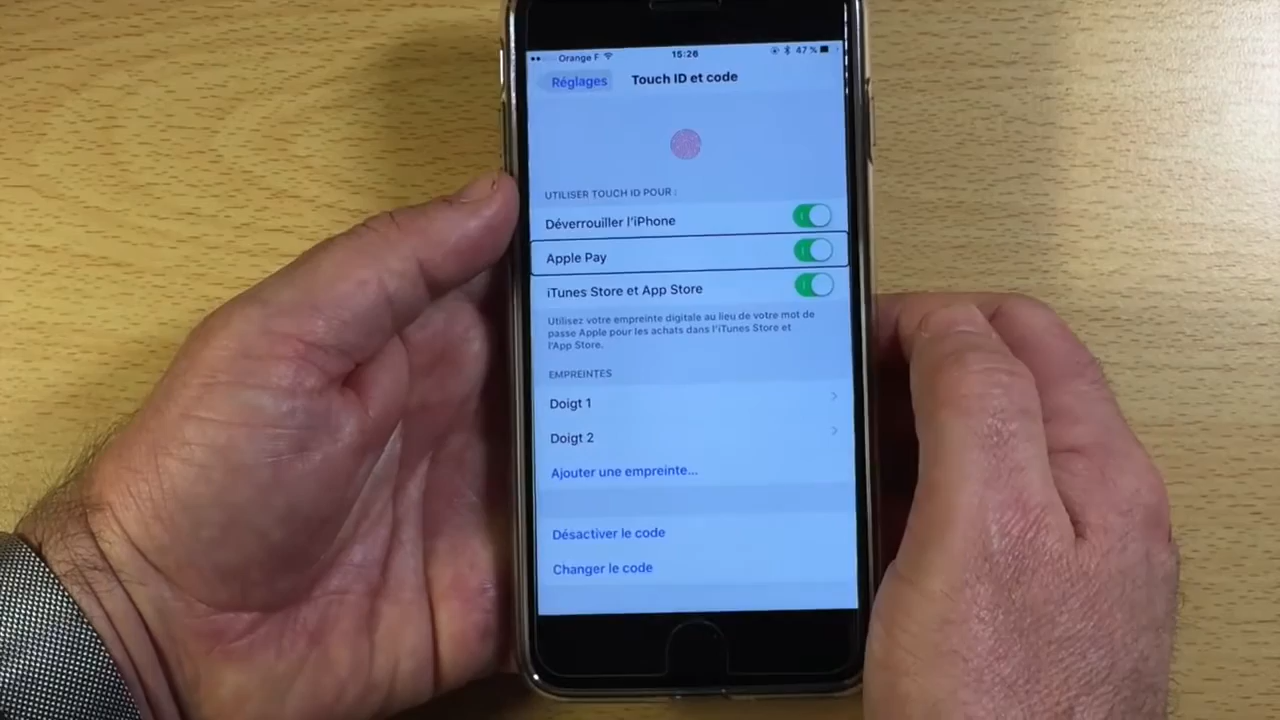 Orange F 15:26 47 %
Réglages Touch ID et code
UTILISER TOUCH ID POUR :
Déverrouiller l'iPhone
Apple Pay
iTunes Store et App Store
Utilisez votre empreinte digitale au lieu de votre mot de
passe Apple pour les achats dans l'iTunes Store et
l'App Store.
EMPREINTES
Doigt 1
Doigt 2
Ajouter une empreinte...
Désactiver le code
Changer le code